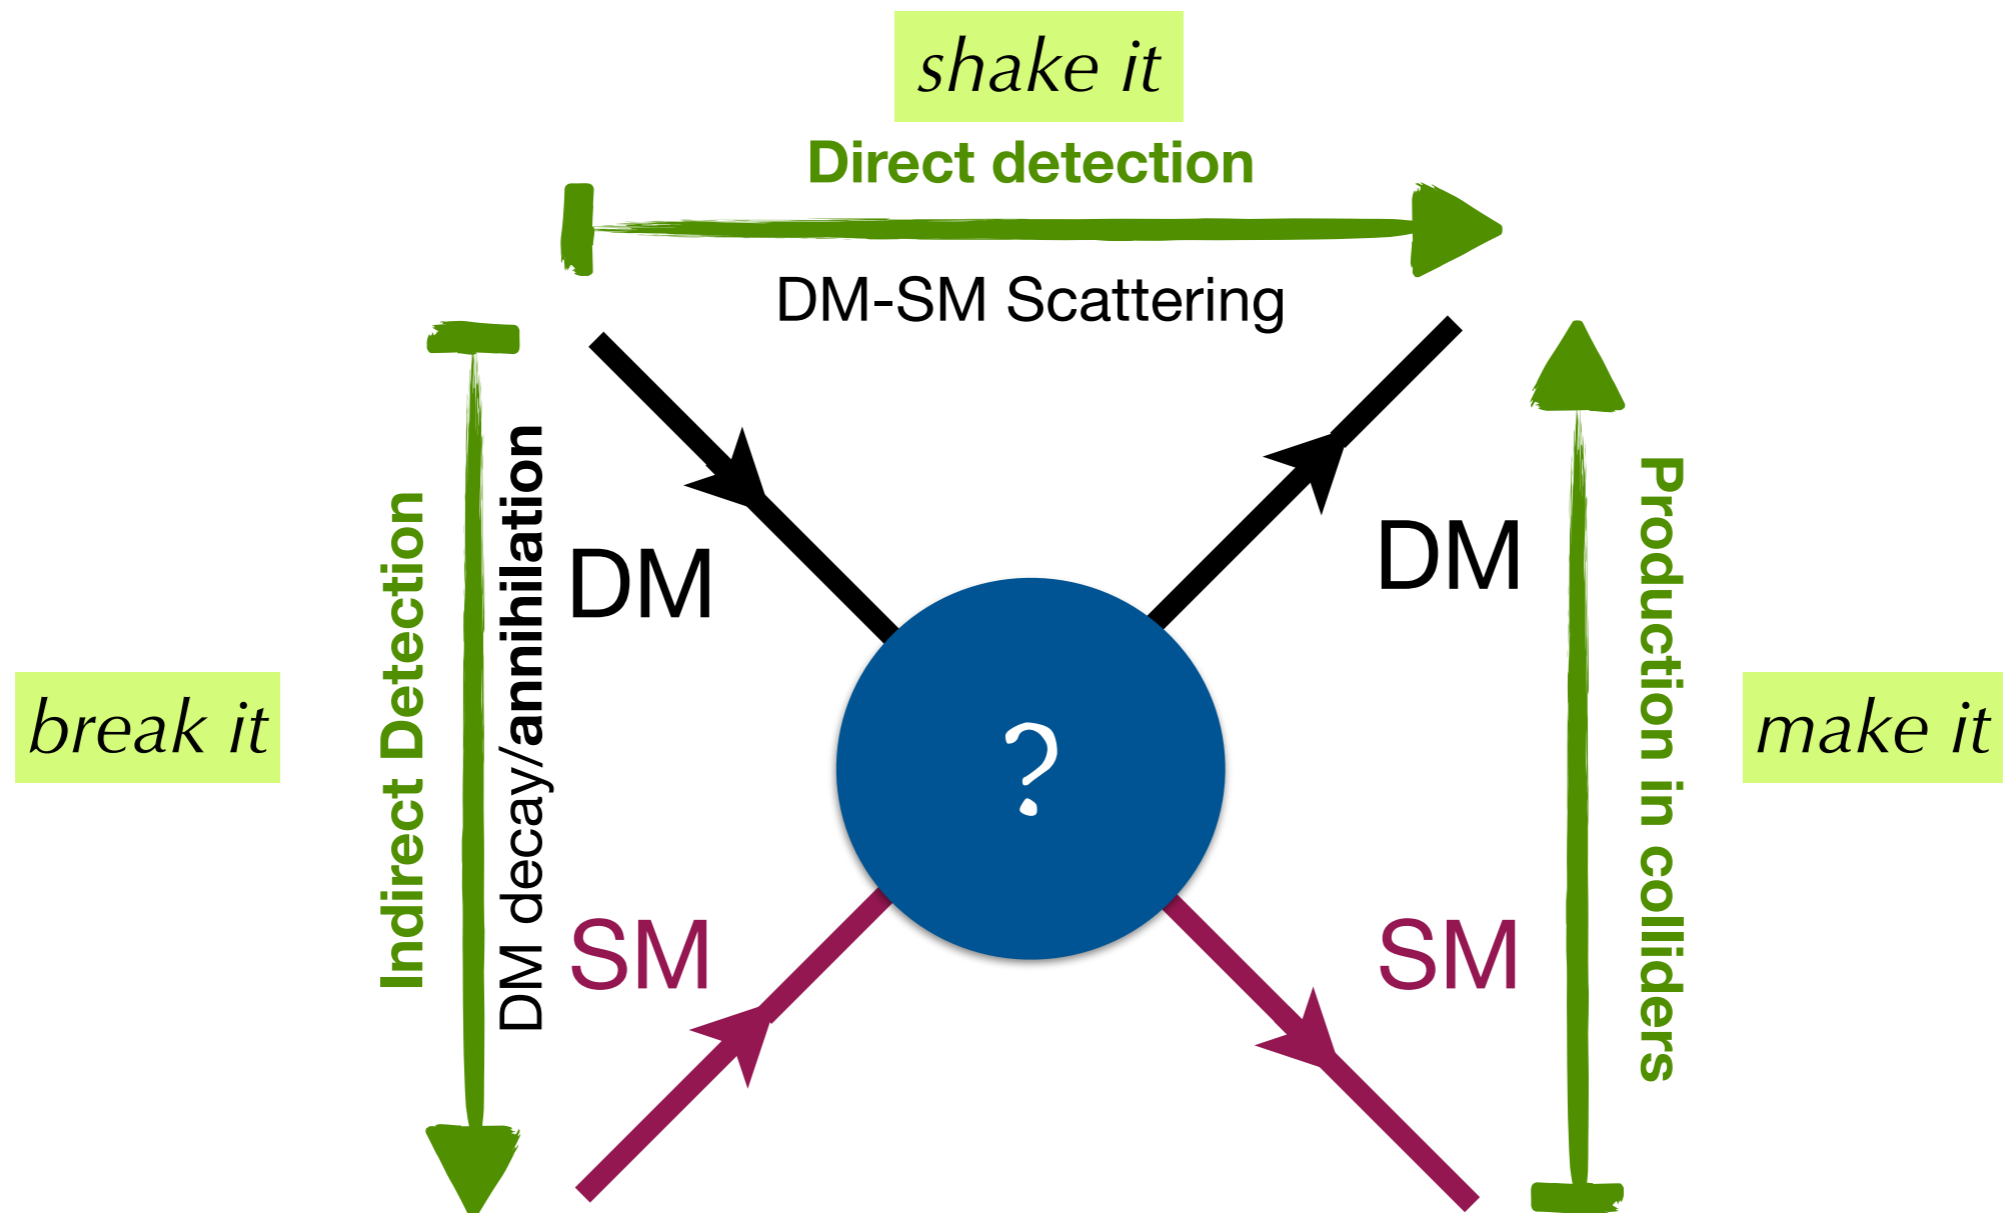 shake it
Direct detection
DM-SM Scattering
break it
Indirect Detection
DM decay/annihilation
DM
DM
?
SM
SM
Production in colliders
make it